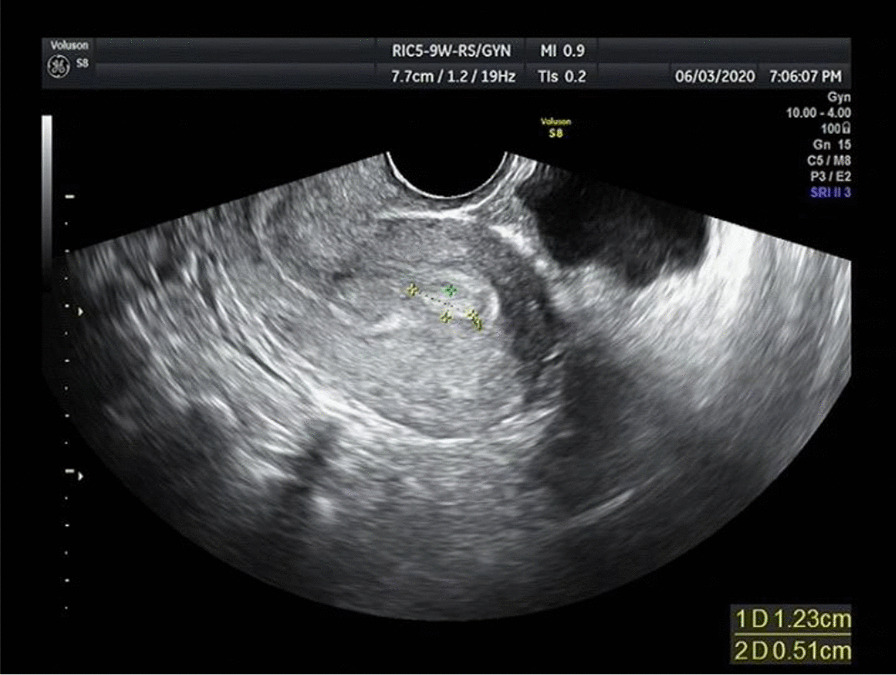 Voluson
S8
RIC5-9W-RS/GYN MI 0.9
7.7cm / 1.2 / 19Hz TIs 0.2 06/03/2020 7:06:07 PM
Gyn
10.00 - 4.00
100
Gn 15
C5 / M8
P3 / E2
SRI II 3
Voluson
S8
1D 1.23cm
2D 0.51cm